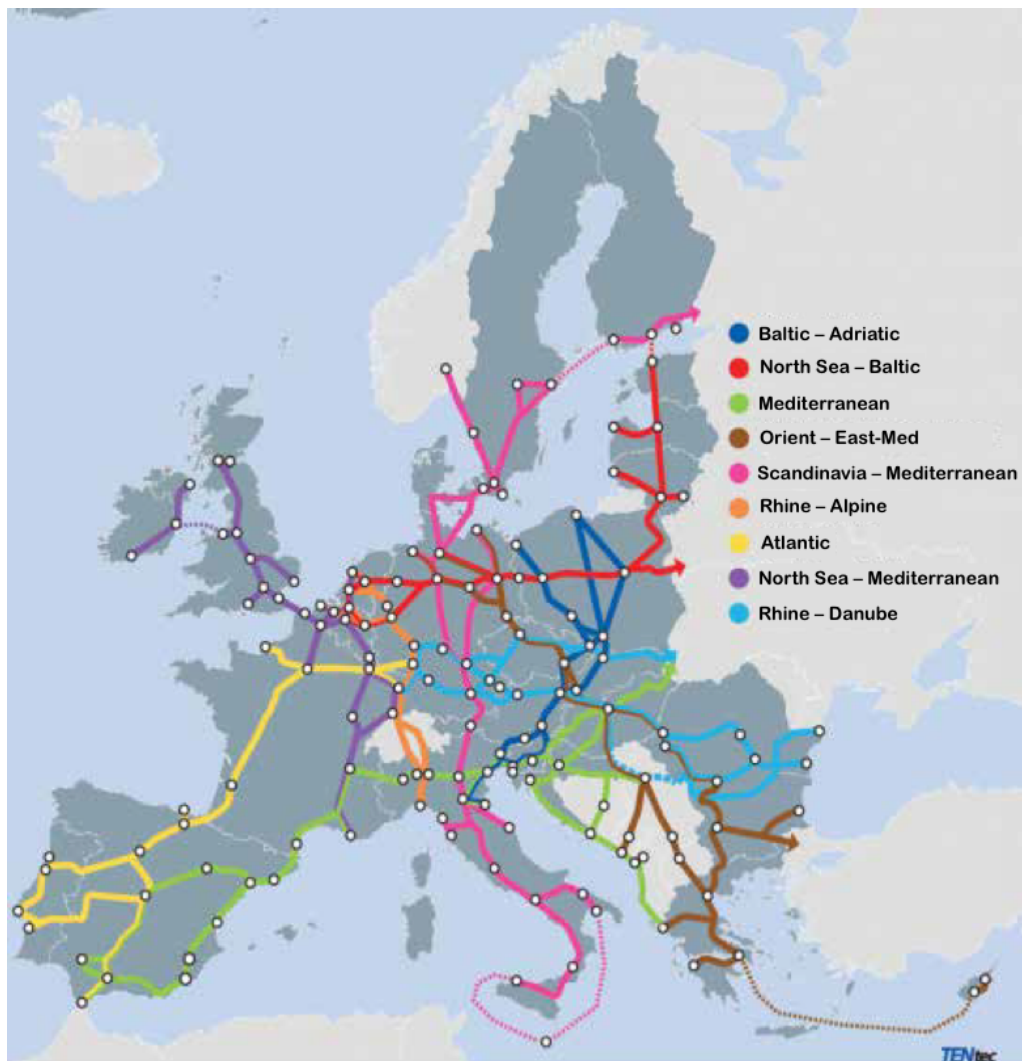 Baltic – Adriatic
North Sea – Baltic
Mediterranean
Orient – East-Med
Scandinavia – Mediterranean
Rhine – Alpine
Atlantic
North Sea – Mediterranean
Rhine – Danube
TENtec